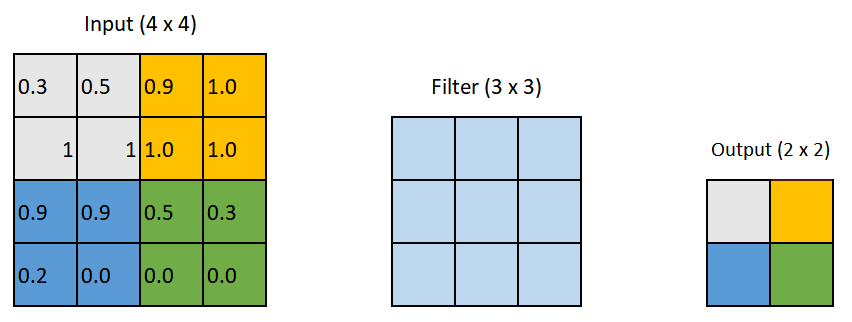 Input (4 x 4)
0.3 0.5 0.9 1.0
1 1 1.0 1.0
0.9 0.9 0.5 0.3
0.2 0.0 0.0 0.0
Filter (3 x 3)
Output (2 x 2)